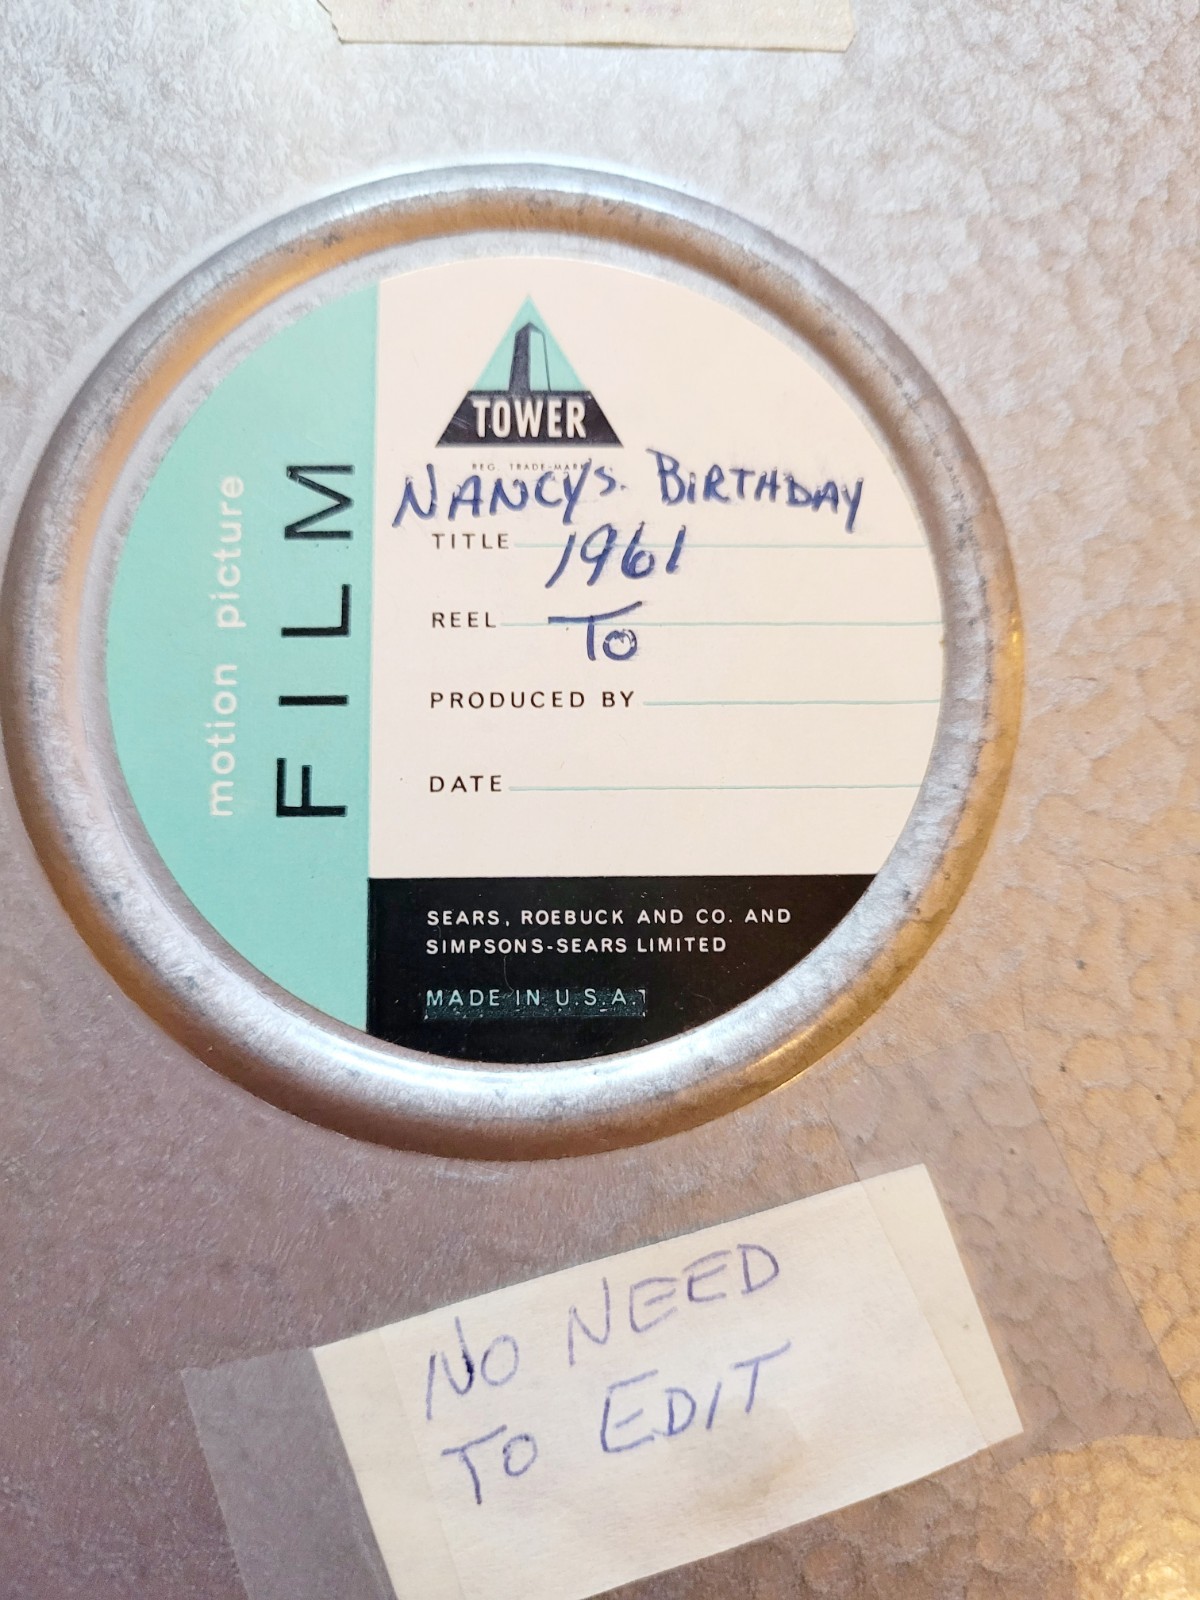 TOWER
REG. TRADE-MARK
NANCY'S. BIRTHDAY
TITLE 1961
REEL To
PRODUCED BY
DATE
motion picture
FILM
SEARS, ROEBUCK AND CO. AND
SIMPSONS-SEARS LIMITED
MADE IN U.S.A.
NO NEED
TO EDIT